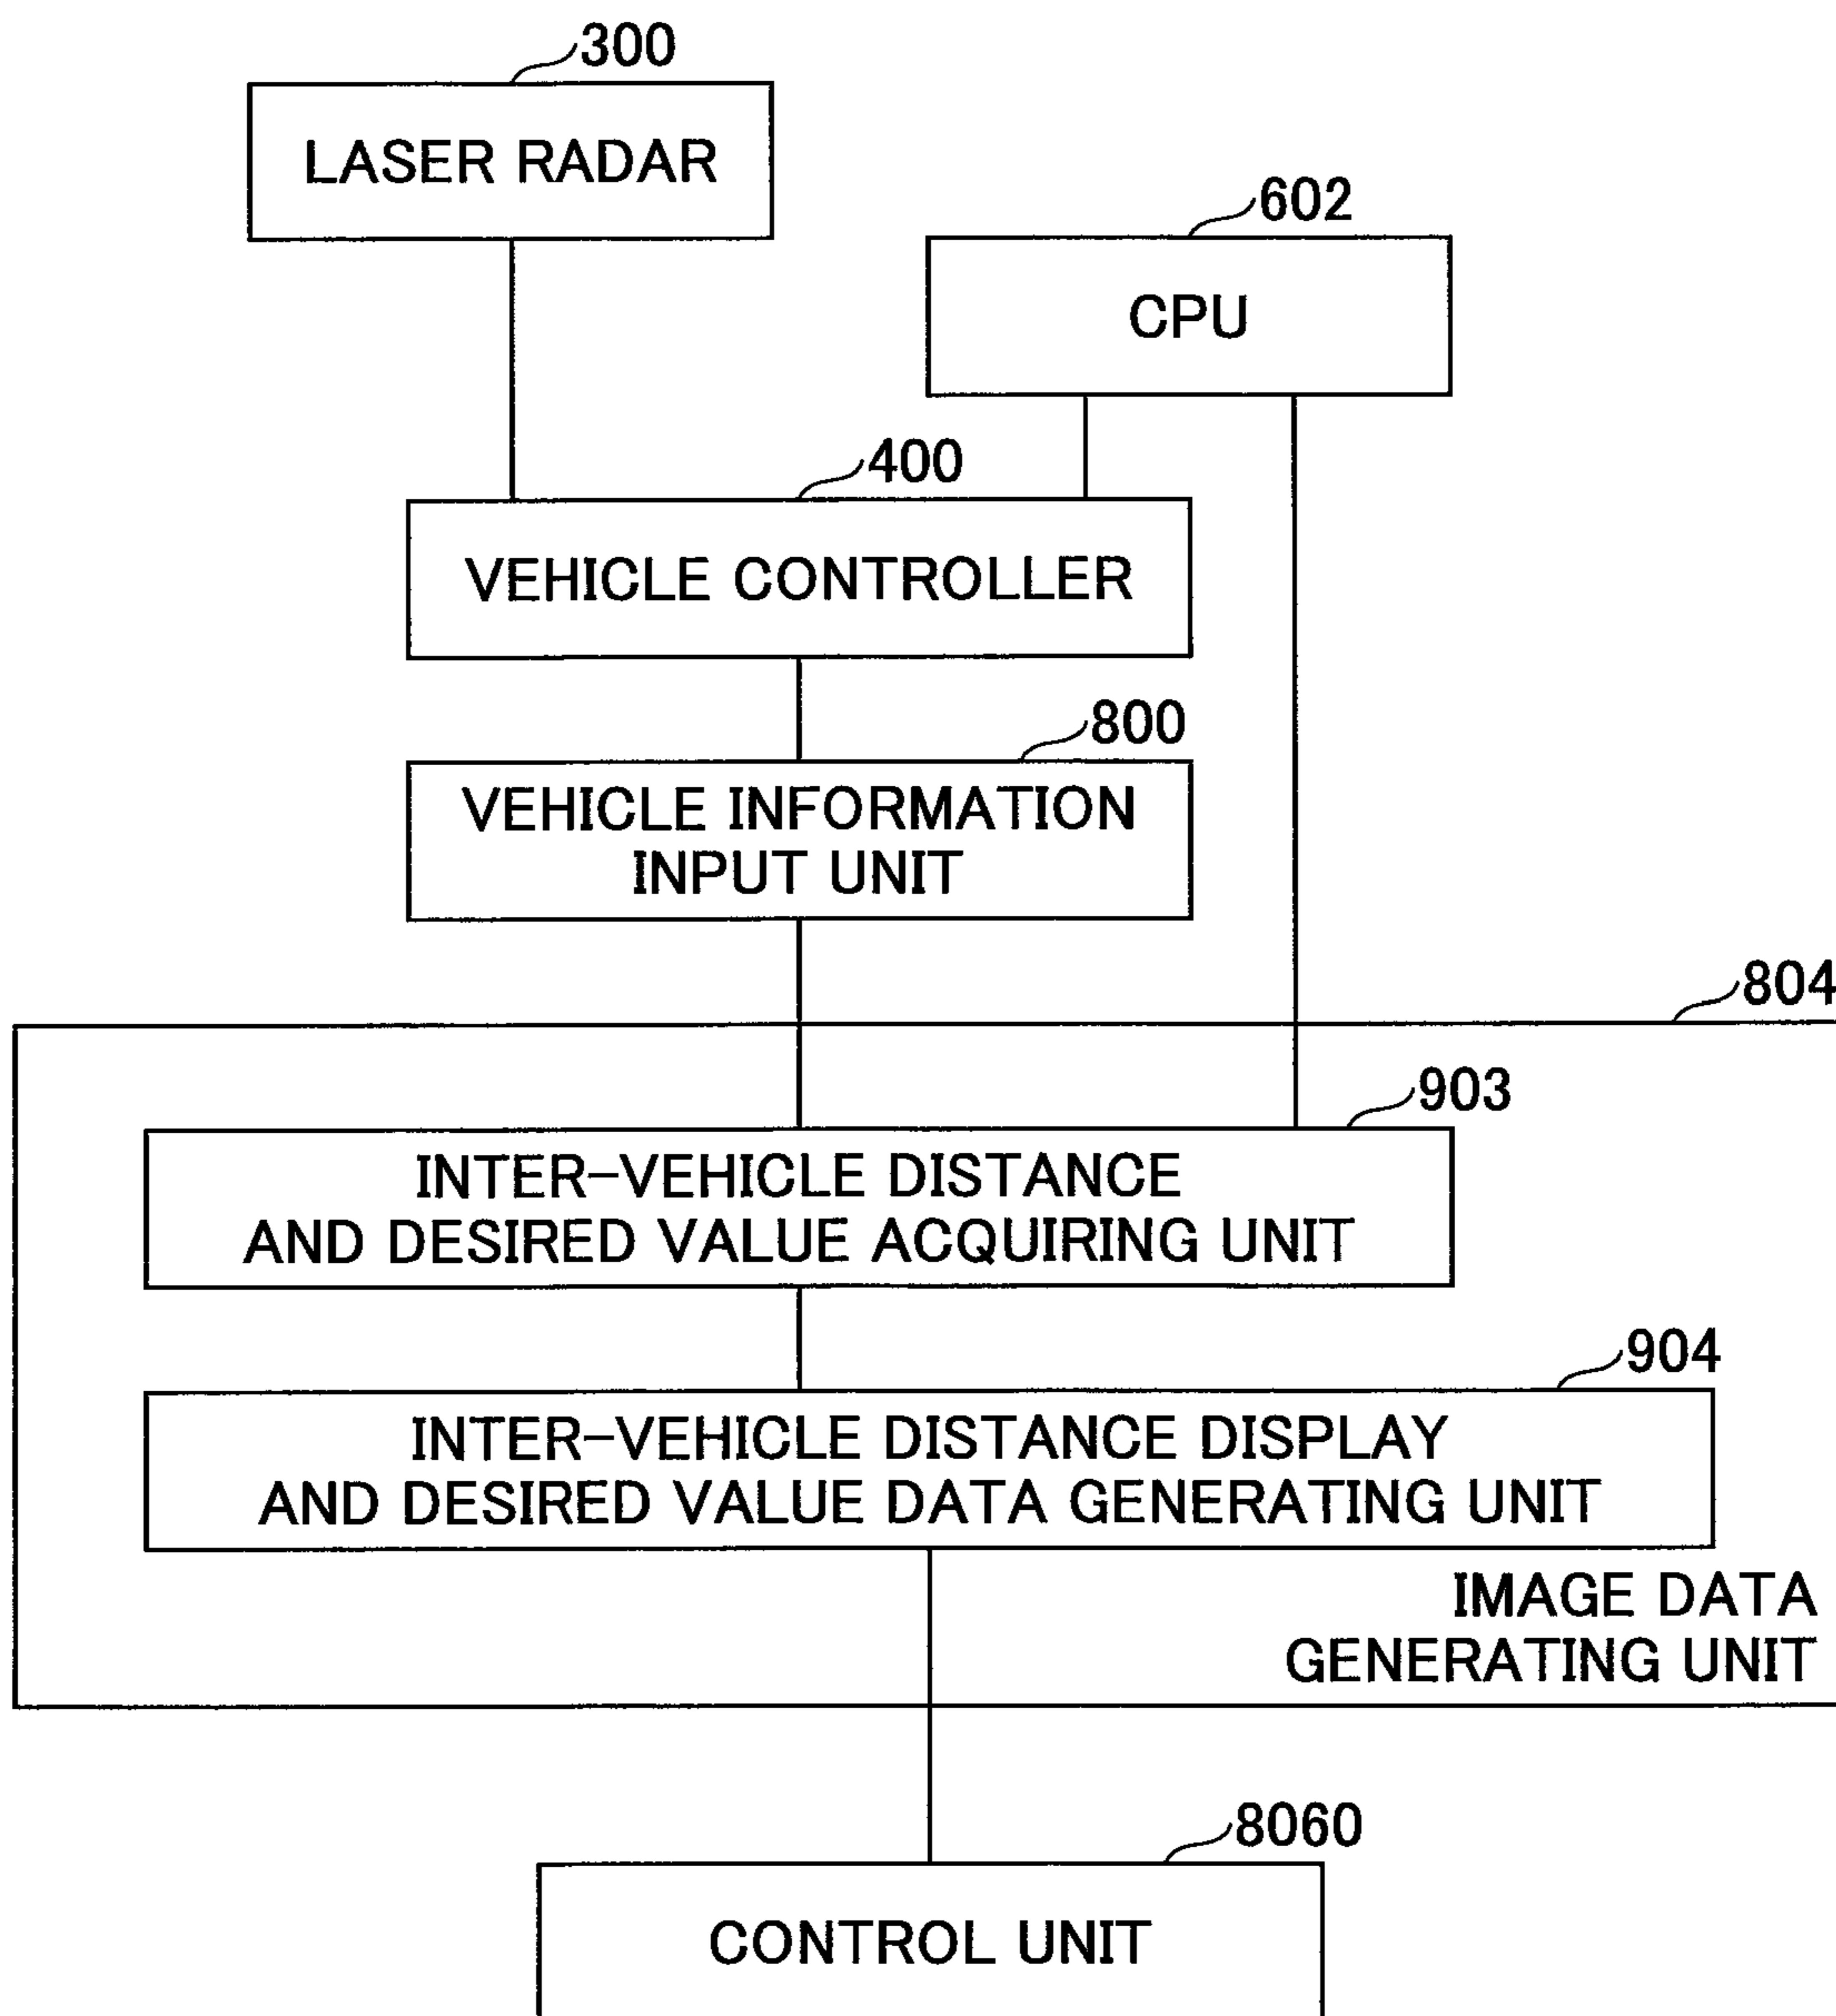 300
LASER RADAR
602
CPU
400
VEHICLE CONTROLLER
800
VEHICLE INFORMATION
INPUT UNIT
804
903
INTER-VEHICLE DISTANCE
AND DESIRED VALUE ACQUIRING UNIT
904
INTER-VEHICLE DISTANCE DISPLAY
AND DESIRED VALUE DATA GENERATING UNIT
IMAGE DATA
GENERATING UNIT
8060
CONTROL UNIT